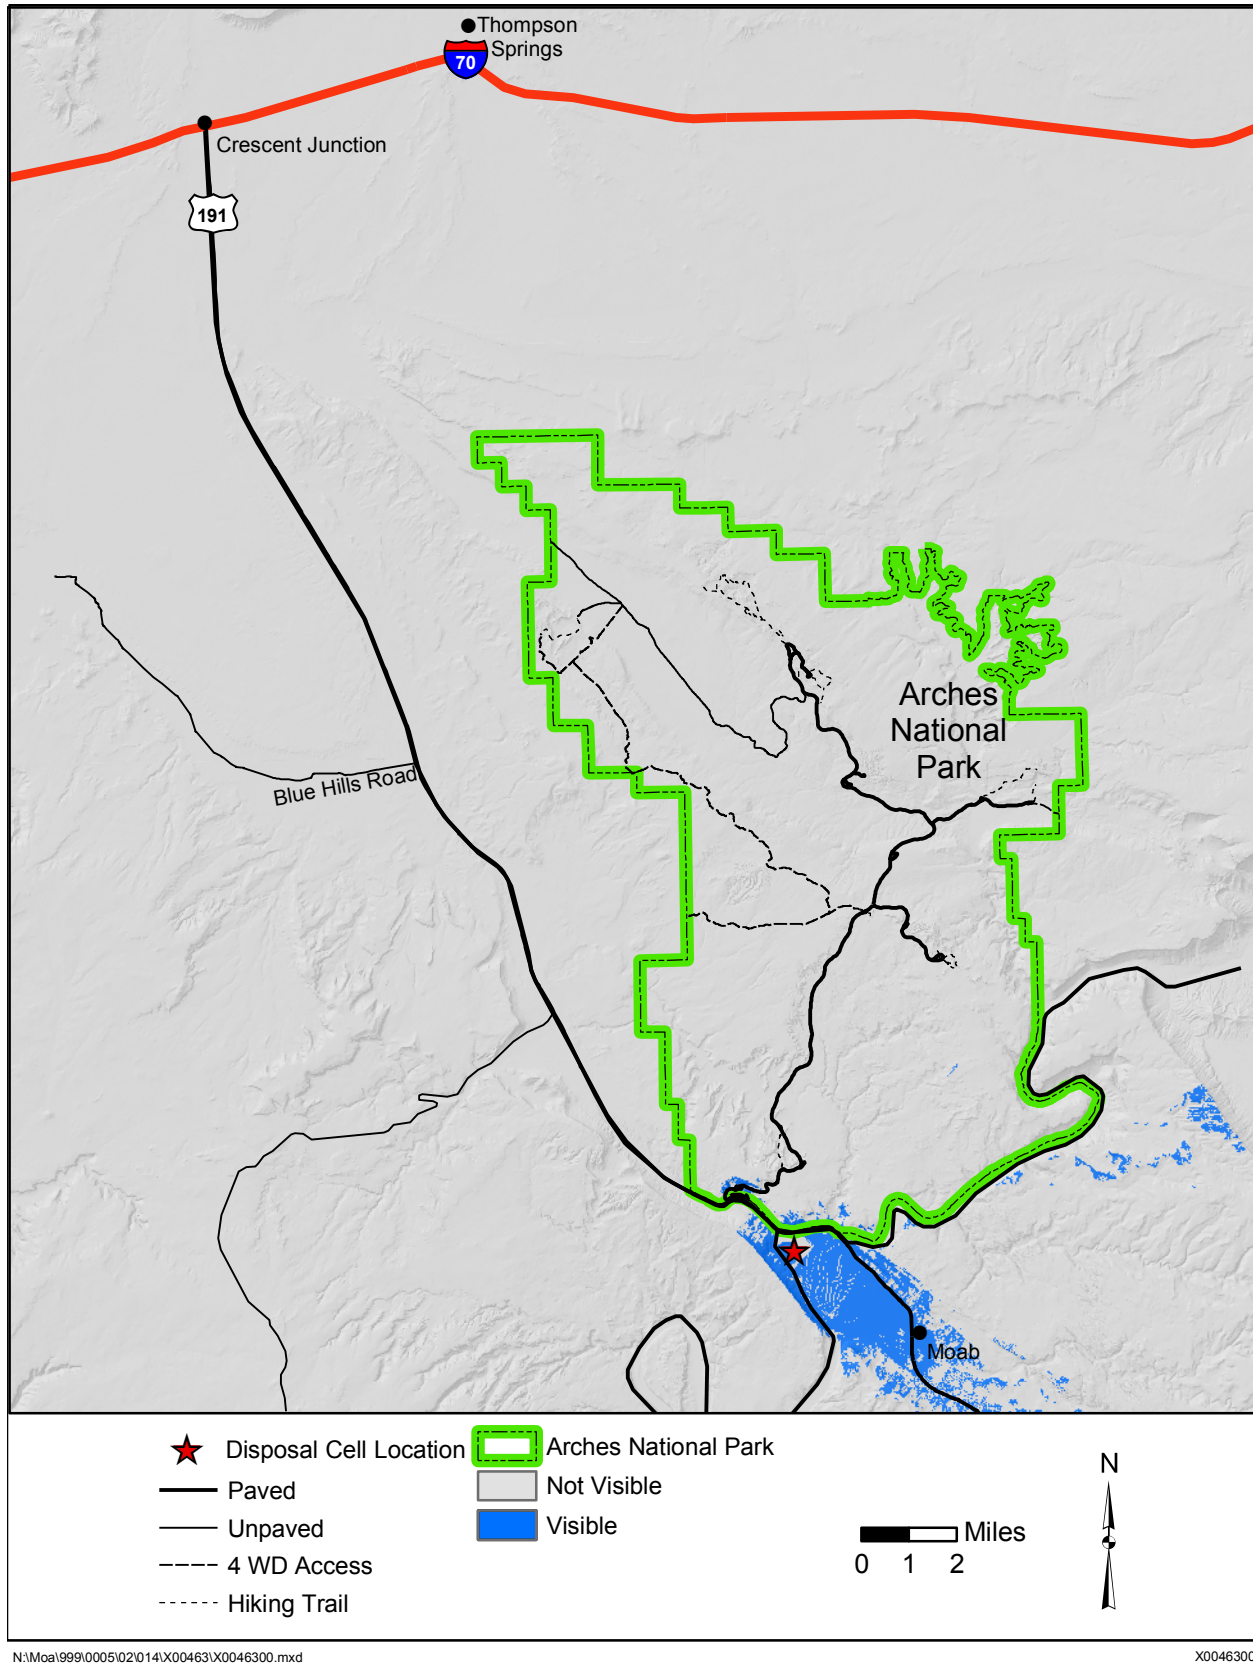 Thompson
Springs
70
Crescent Junction
191
Arches
National
Park
Blue Hills Road
Moab
Disposal Cell Location
Paved
Unpaved
4 WD Access
Hiking Trail
Arches National Park
Not Visible
Visible
Miles
0 1 2
N
N:\Moa\999\0005\02\014\X00463\X0046300.mxd
X0046300